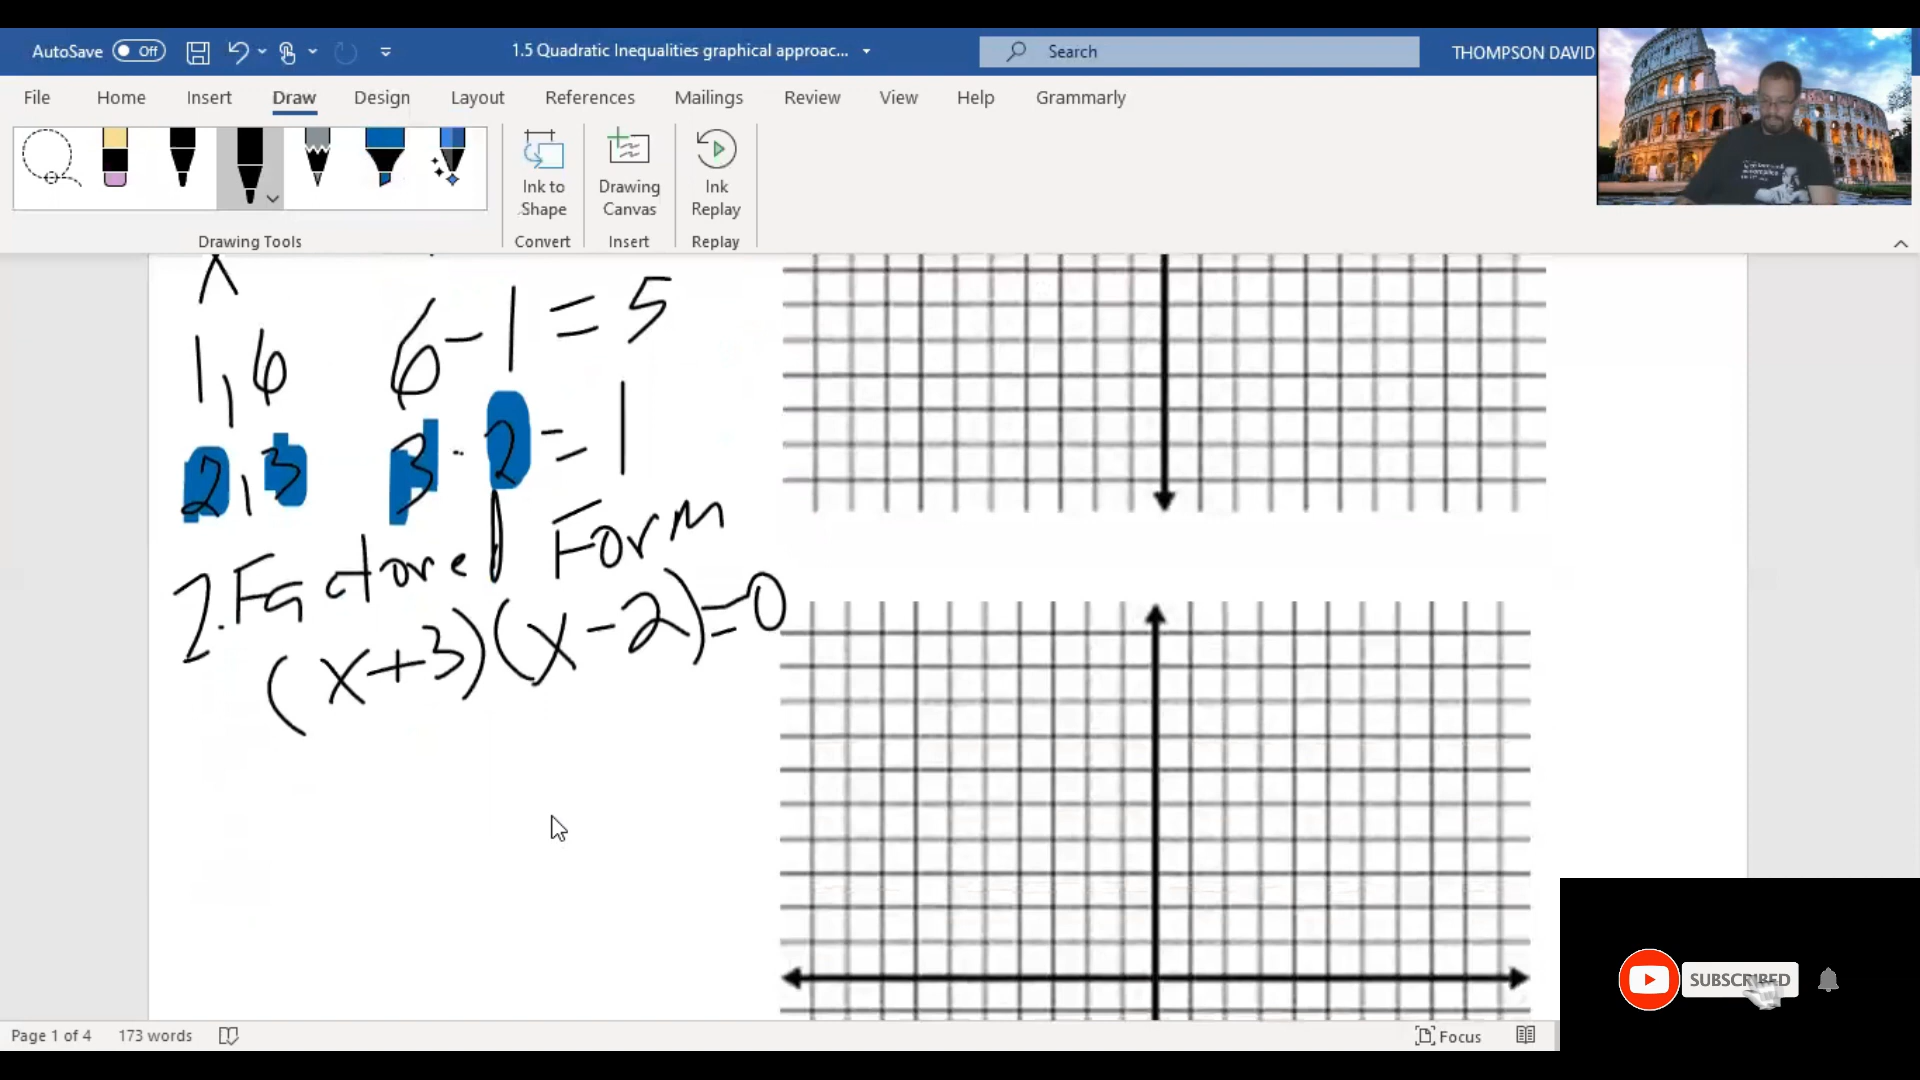 AutoSave Off 1.5 Quadratic Inequalities graphical approac... Search THOMPSON DAVID
File Home Insert Draw Design Layout References Mailings Review View Help Grammarly
Ink to Shape
Drawing Canvas
Ink Replay
Drawing Tools Convert Insert Replay
X
6 - 1 = 5
1, 6
2, 3 3 - 2 = 1
2. Factored Form
(x+3)(x-2)=0
SUBSCRIBED
Page 1 of 4 173 words Focus